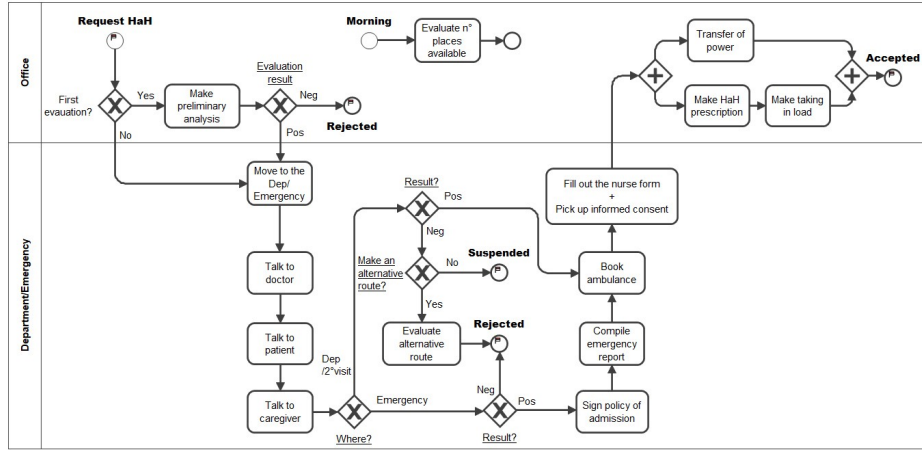 Request HaH
Morning
Evaluate n°
places
available
Transfer of
power
Accepted
Office
Evaluation
result
First
evauation?
Yes
Make
preliminary
analysis
Neg
Rejected
Make HaH
prescription
Make taking
in load
No
Pos
Department/Emergency
Move to the
Dep/
Emergency
Result?
Pos
Fill out the nurse form
+
Pick up informed consent
Neg
Talk to
doctor
Make an
alternative
route?
No
Suspended
Book
ambulance
Yes
Talk to
patient
Evaluate
alternative
route
Rejected
Compile
emergency
report
Dep
/2°visit
Talk to
caregiver
Emergency
Neg
Pos
Sign policy of
admission
Where?
Result?